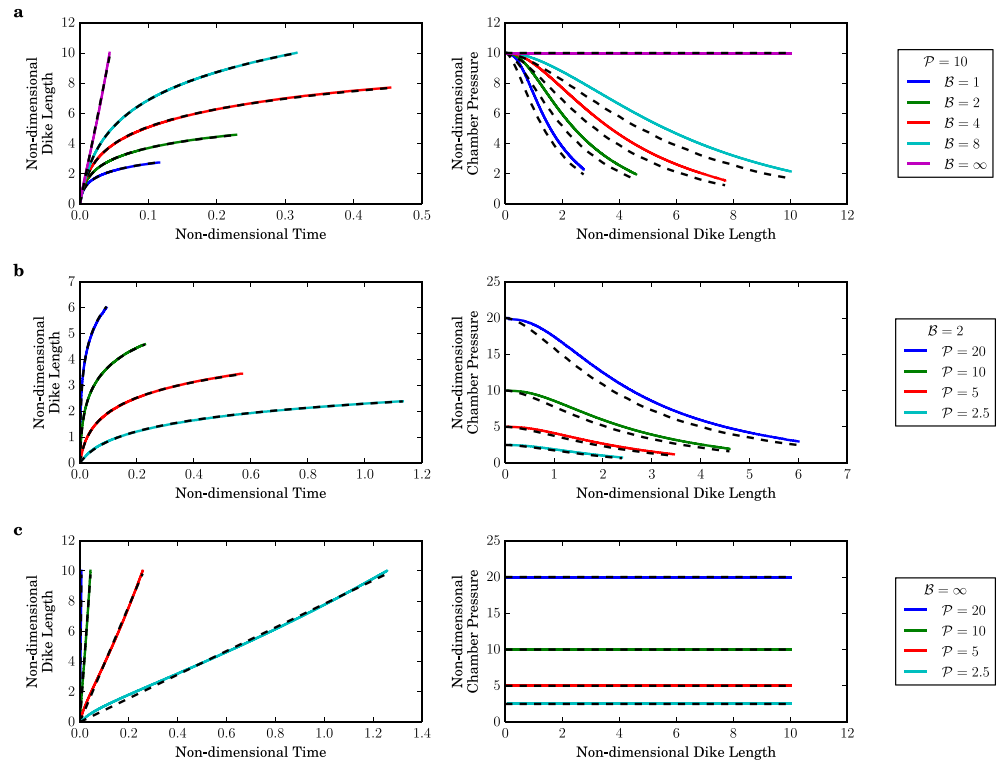 a
12
10
8
6
4
2
0
0.0 0.1 0.2 0.3 0.4 0.5
Non-dimensional Time
Non-dimensional
Dike Length
12
10
8
6
4
2
0
0 2 4 6 8 10 12
Non-dimensional Dike Length
Non-dimensional
Chamber Pressure
𝒫 = 10
ℬ = 1
ℬ = 2
ℬ = 4
ℬ = 8
ℬ = ∞
b
7
6
5
4
3
2
1
0
0.0 0.2 0.4 0.6 0.8 1.0 1.2
Non-dimensional Time
Non-dimensional
Dike Length
25
20
15
10
5
0
0 1 2 3 4 5 6 7
Non-dimensional Dike Length
Non-dimensional
Chamber Pressure
ℬ = 2
𝒫 = 20
𝒫 = 10
𝒫 = 5
𝒫 = 2.5
c
12
10
8
6
4
2
0
0.0 0.2 0.4 0.6 0.8 1.0 1.2 1.4
Non-dimensional Time
Non-dimensional
Dike Length
25
20
15
10
5
0
0 2 4 6 8 10 12
Non-dimensional Dike Length
Non-dimensional
Chamber Pressure
ℬ = ∞
𝒫 = 20
𝒫 = 10
𝒫 = 5
𝒫 = 2.5